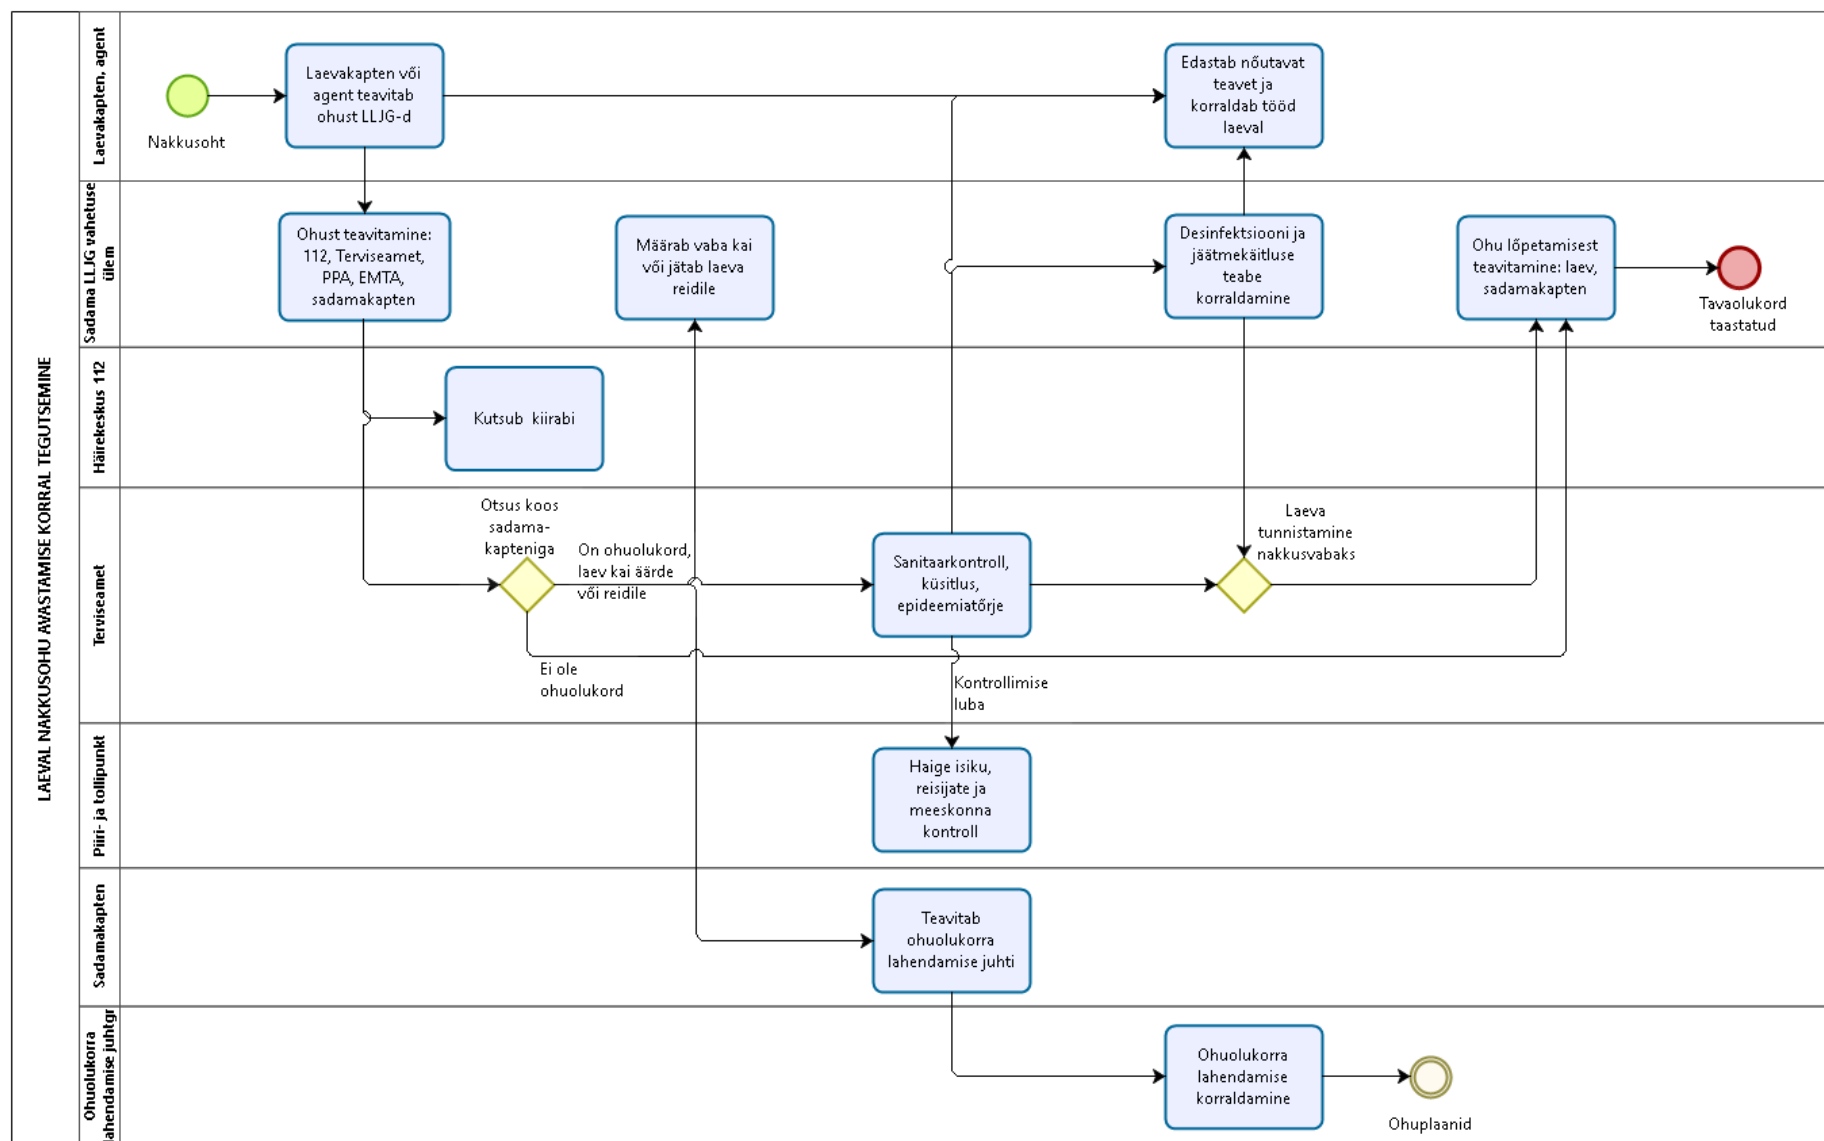 LAEVAL NAKKUSOHU AVASTAMISE KORRAL TEGUTSEMINE
Laevakapten, agent
Nakkusoht
Laevakapten või
agent teavitab
ohust LLJG-d
Edastab nõutavat
teavet ja
korraldab tööd
laeval
Sadama LLJG vahetuse
ülem
Ohust teavitamine:
112, Terviseamet,
PPA, EMTA,
sadamakapten
Määrab vaba kai
või jätab laeva
reidile
Desinfektsiooni ja
jäätmekäitluse
teabe
korraldamine
Ohu lõpetamisest
teavitamine: laev,
sadamakapten
Tavaolukord
taastatud
Häirekeskus 112
Kutsub kiirabi
Terviseamet
Otsus koos
sadama-
kapteniga
On ohuolukord,
laev kai äärde
või reidile
Ei ole
ohuolukord
Sanitaarkontroll,
küsitlus,
epideemiatõrje
Laeva
tunnistamine
nakkusvabaks
Kontrollimise
luba
Piiri- ja tollipunkt
Haige isiku,
reisijate ja
meeskonna
kontroll
Sadamakapten
Teavitab
ohuolukorra
lahendamise juhti
Ohuolukorra
lahendamise juhtgr
Ohuolukorra
lahendamise
korraldamine
Ohuplaanid